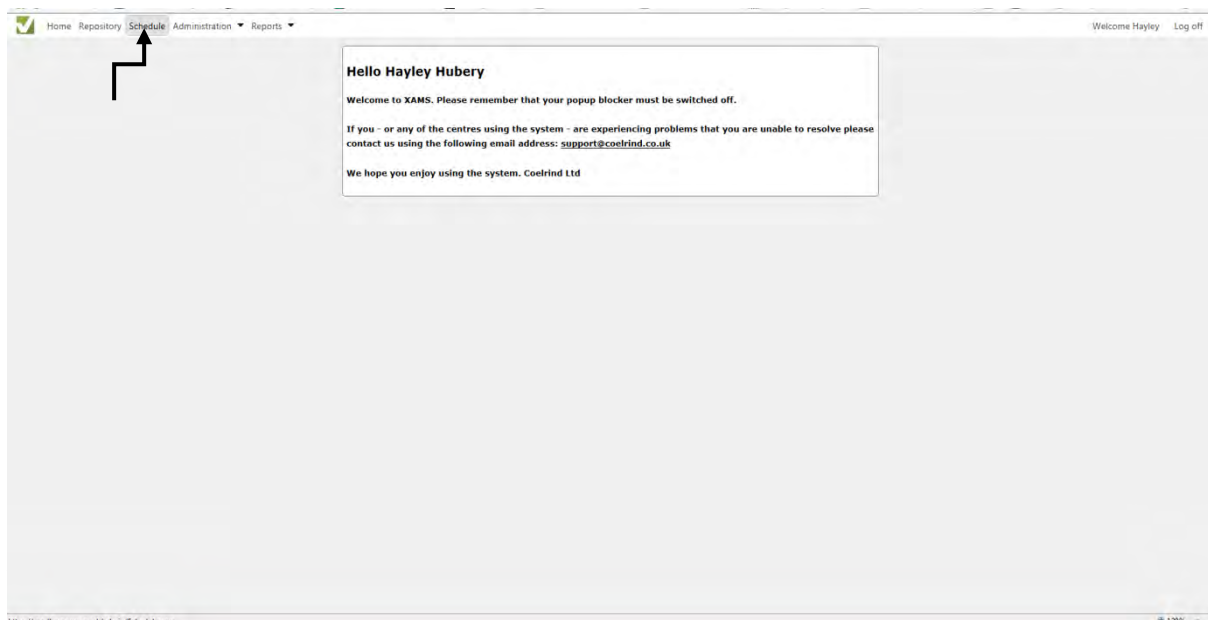 Home Repository Schedule Administration Reports Welcome Hayley Log off
Hello Hayley Hubery
Welcome to XAMS. Please remember that your popup blocker must be switched off.
If you - or any of the centres using the system - are experiencing problems that you are unable to resolve please
contact us using the following email address: support@coelrind.co.uk
We hope you enjoy using the system. Coelrind Ltd